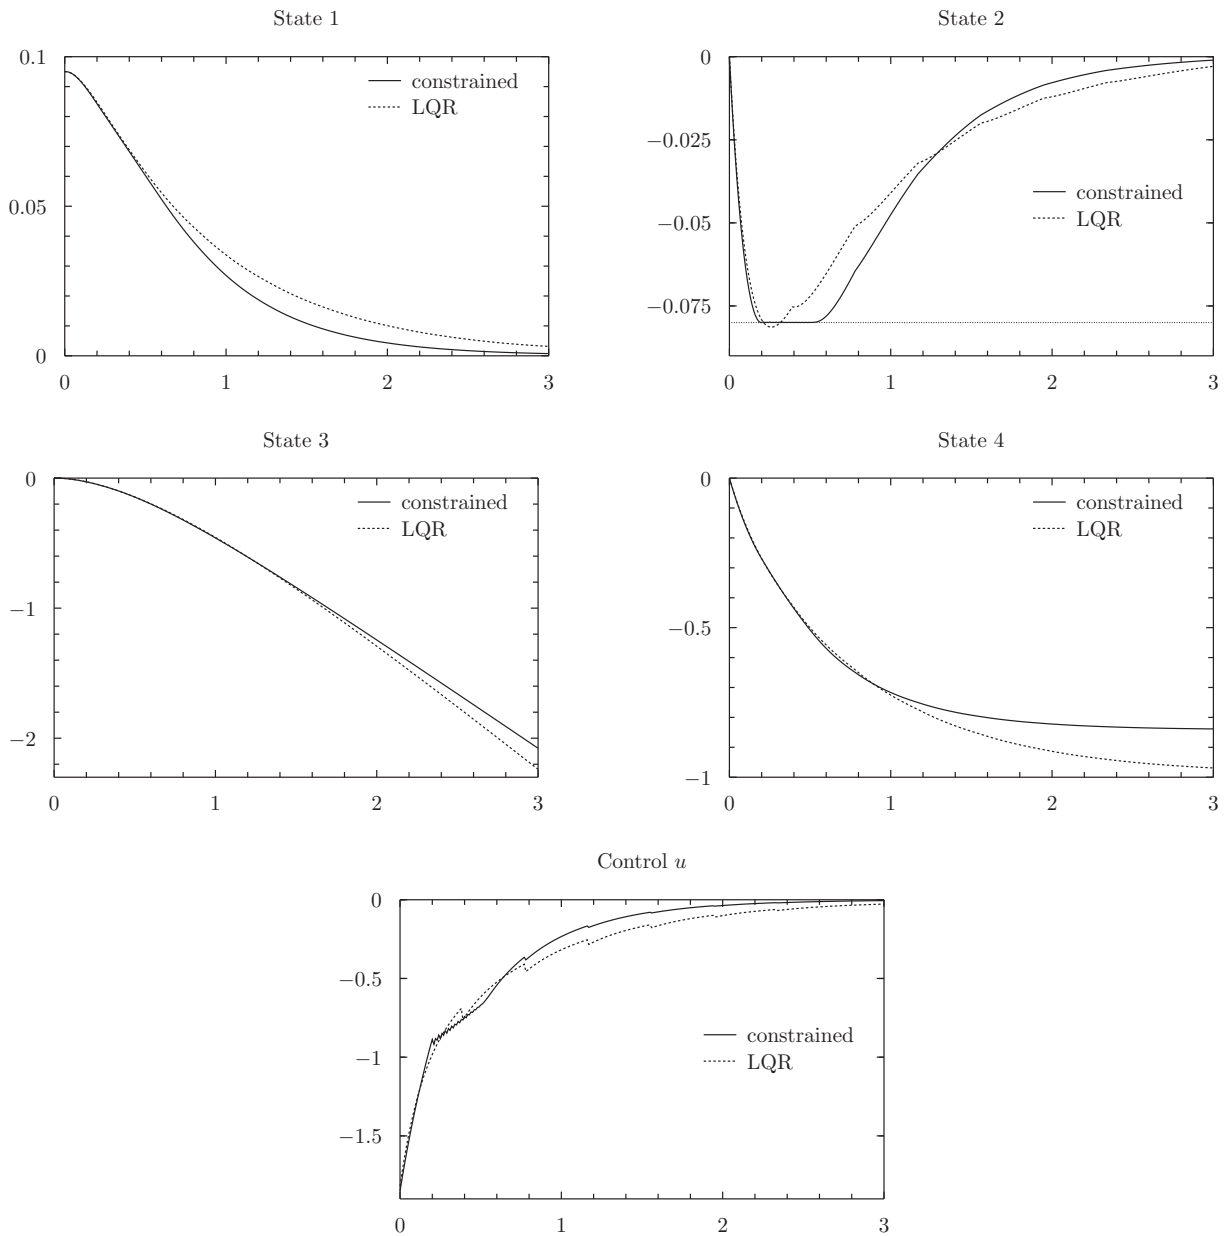 State 1
0.1
0.05
0
0
1
2
3
constrained
LQR
State 2
0
−0.025
−0.05
−0.075
0
1
2
3
constrained
LQR
State 3
0
−1
−2
0
1
2
3
constrained
LQR
State 4
0
−0.5
−1
0
1
2
3
constrained
LQR
Control u
0
−0.5
−1
−1.5
0
1
2
3
constrained
LQR